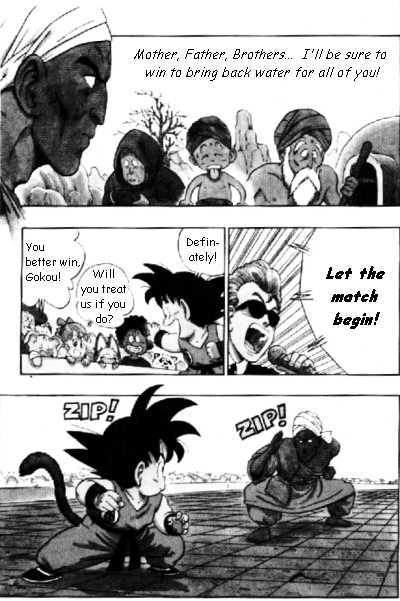 Mother, Father, Brothers... I'll be sure to
win to bring back water for all of you!
You
better win,
Gokou!
Will
you treat
us if you
do?
Defin-
ately!
Let the
match
begin!
ZIP!
ZIP!